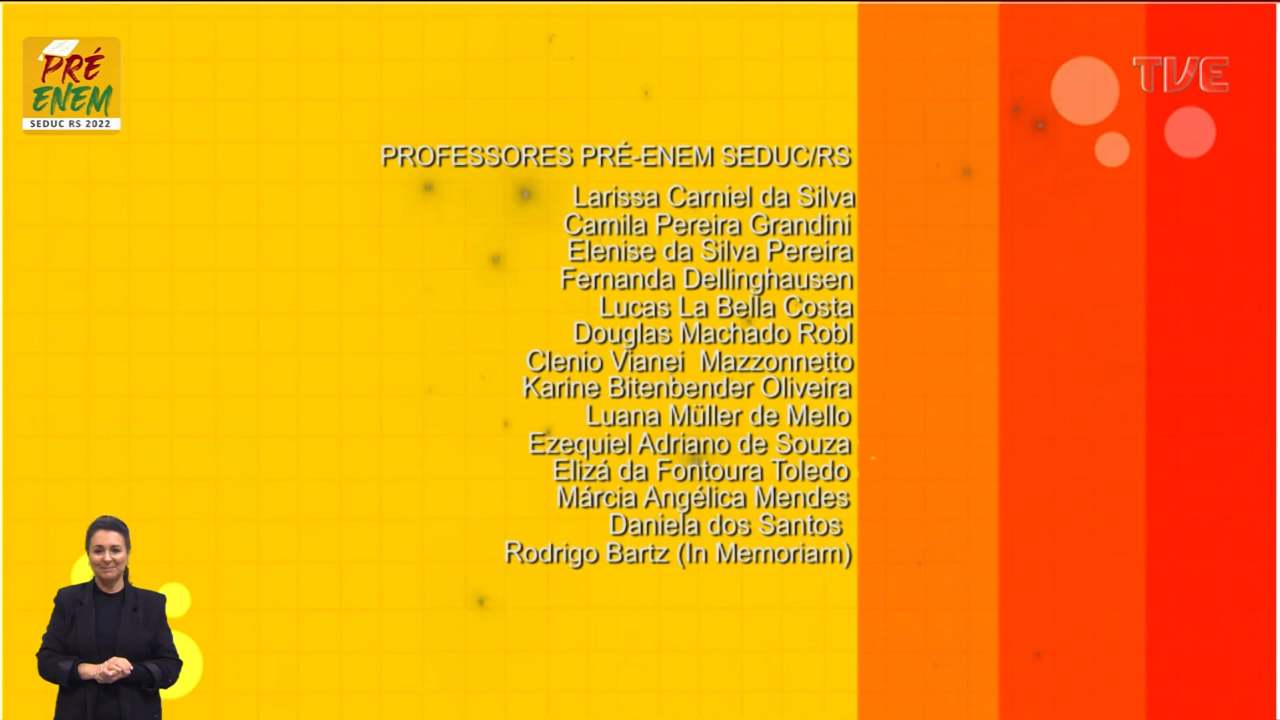 PRÉ
ENEM
SEDUC RS 2022
TVE
PROFESSORES PRÉ-ENEM SEDUC/RS
Larissa Carniel da Silva
Camila Pereira Grandini
Elenise da Silva Pereira
Fernanda Dellinghausen
Lucas La Bella Costa
Douglas Machado Robl
Clenio Vianei  Mazzonnetto
Karine Bitenbender Oliveira
Luana Müller de Mello
Ezequiel Adriano de Souza
Elizá da Fontoura Toledo
Márcia Angélica Mendes
Daniela dos Santos
Rodrigo Bartz (In Memoriam)